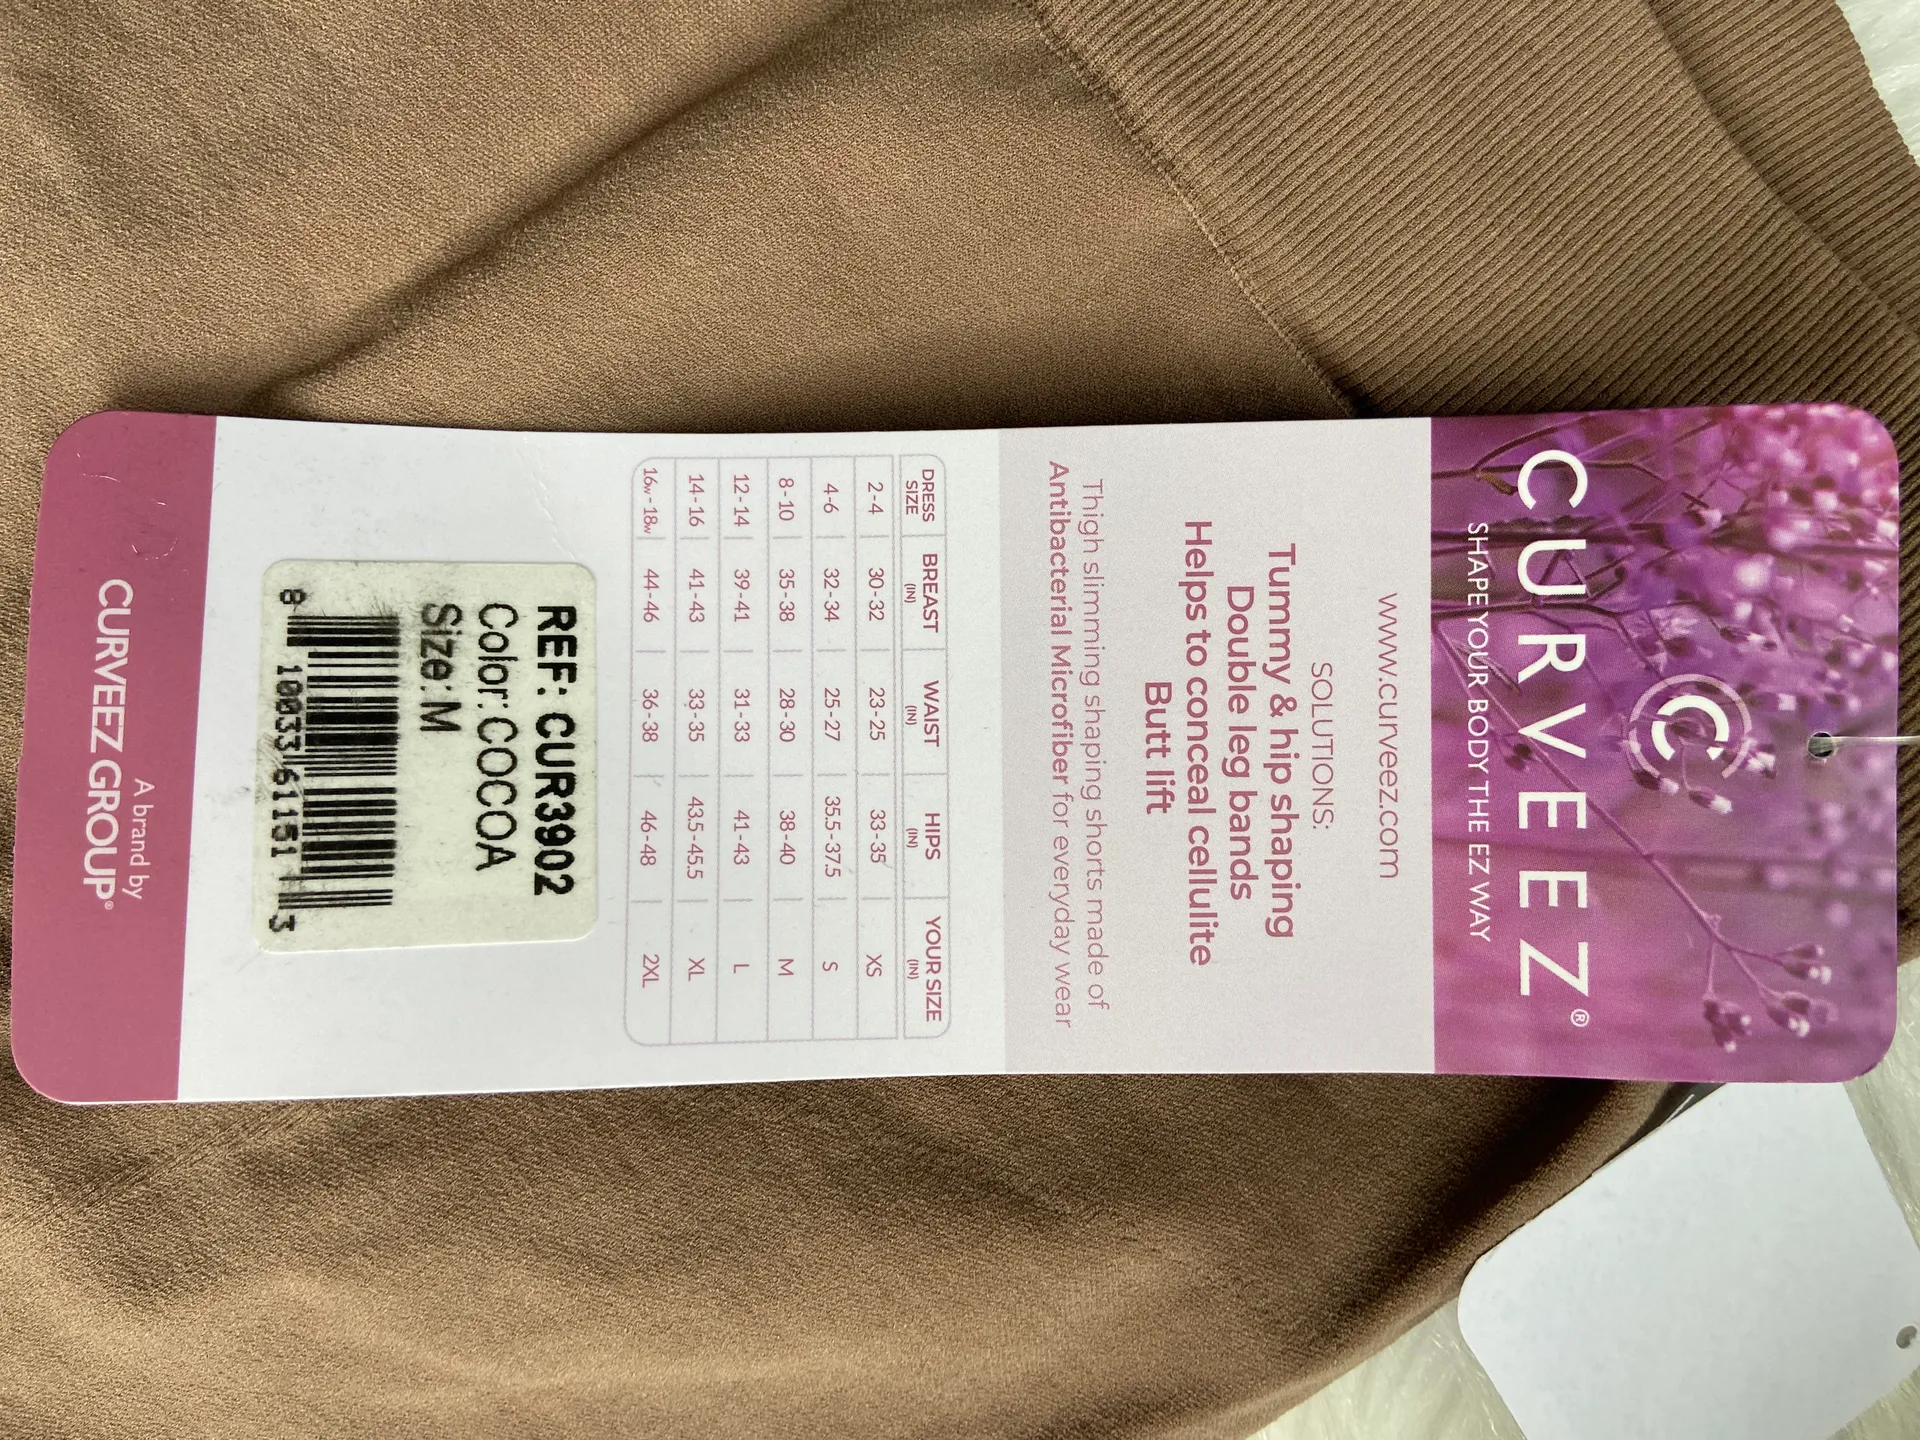 C
CURVEEZ®
SHAPE YOUR BODY THE EZ WAY
www.curveez.com
SOLUTIONS:
Tummy & hip shaping
Double leg bands
Helps to conceal cellulite
Butt lift
Thigh slimming shaping shorts made of
Antibacterial Microfiber for everyday wear
DRESS SIZE BREAST (IN) WAIST (IN) HIPS (IN) YOUR SIZE (IN)
2-4 30-32 23-25 33-35 XS
4-6 32-34 25-27 35.5-37.5 S
8-10 35-38 28-30 38-40 M
12-14 39-41 31-33 41-43 L
14-16 41-43 33-35 43.5-45.5 XL
16w-18w 44-46 36-38 46-48 2XL
REF: CUR3902
Color: COCOA
Size: M
8 10033 61151 3
A brand by
CURVEEZ GROUP®